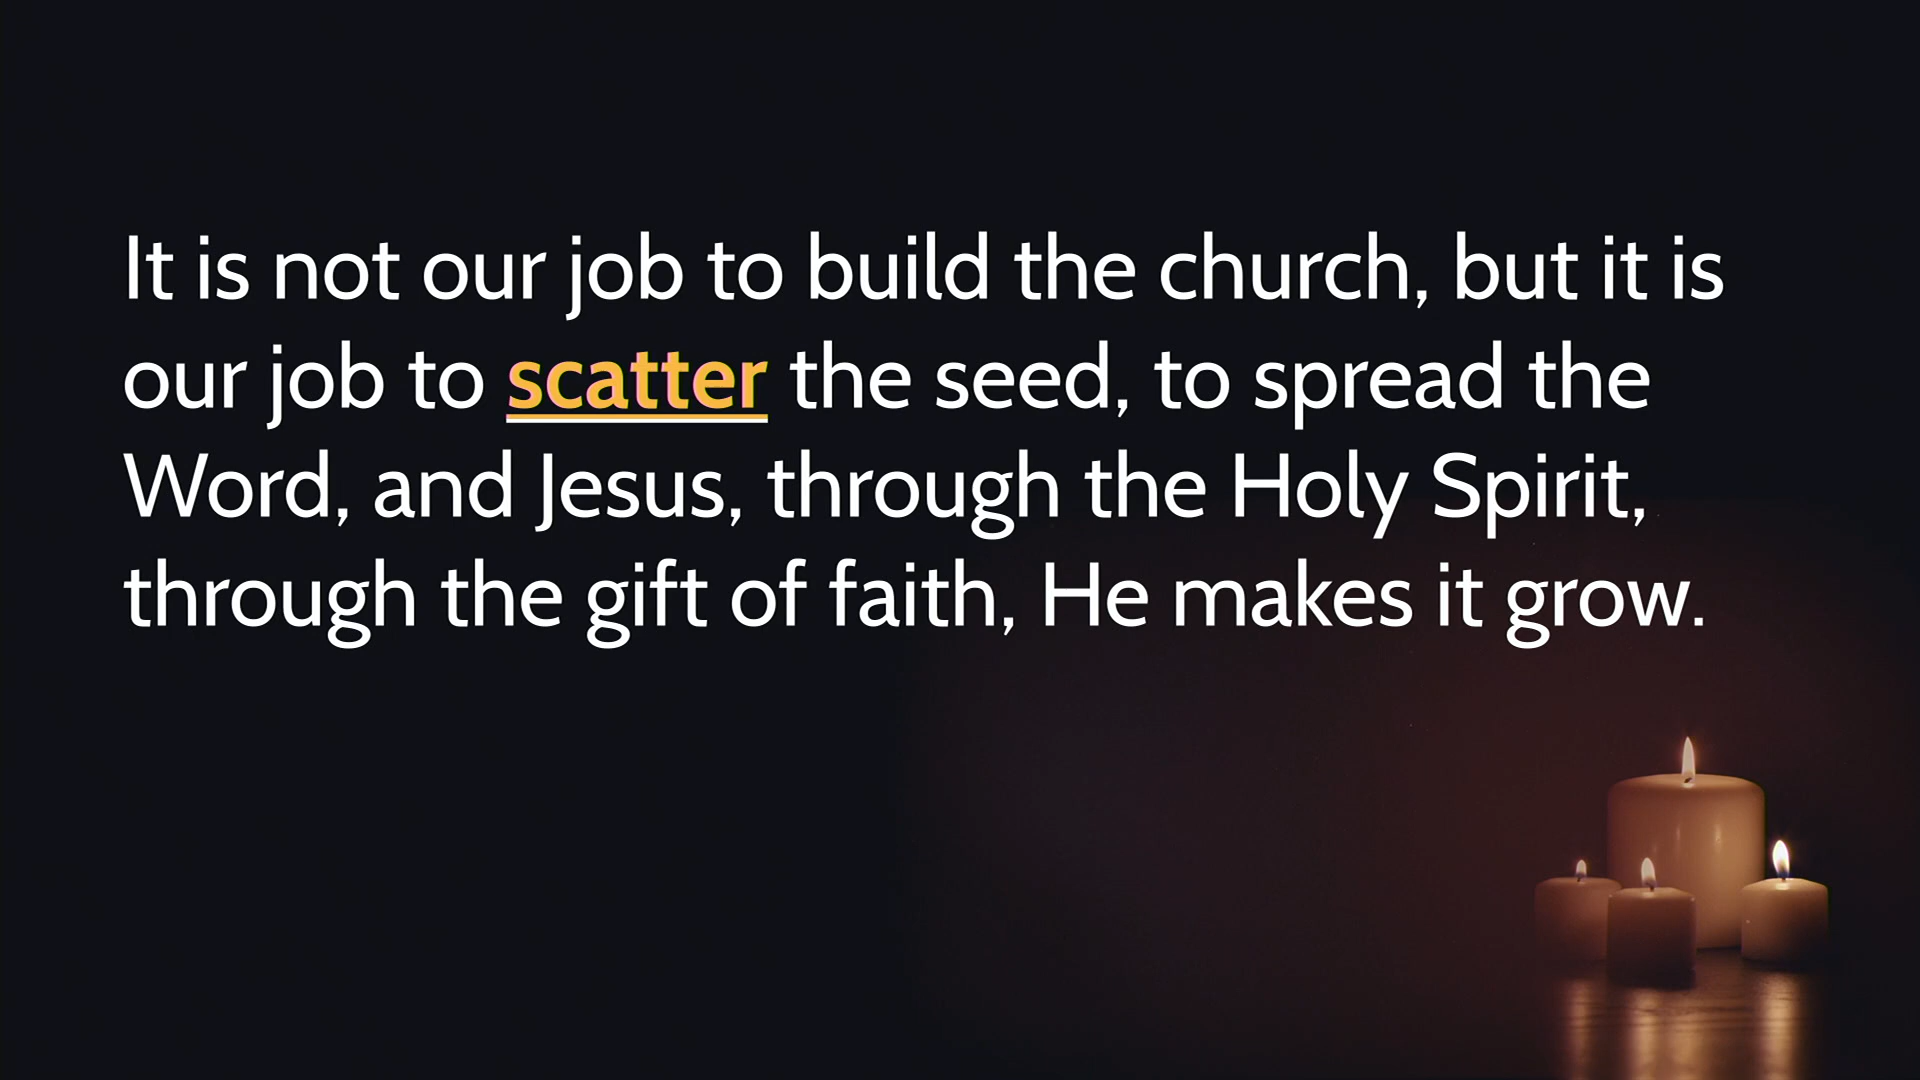 It is not our job to build the church, but it is
our job to scatter the seed, to spread the
Word, and Jesus, through the Holy Spirit,
through the gift of faith, He makes it grow.